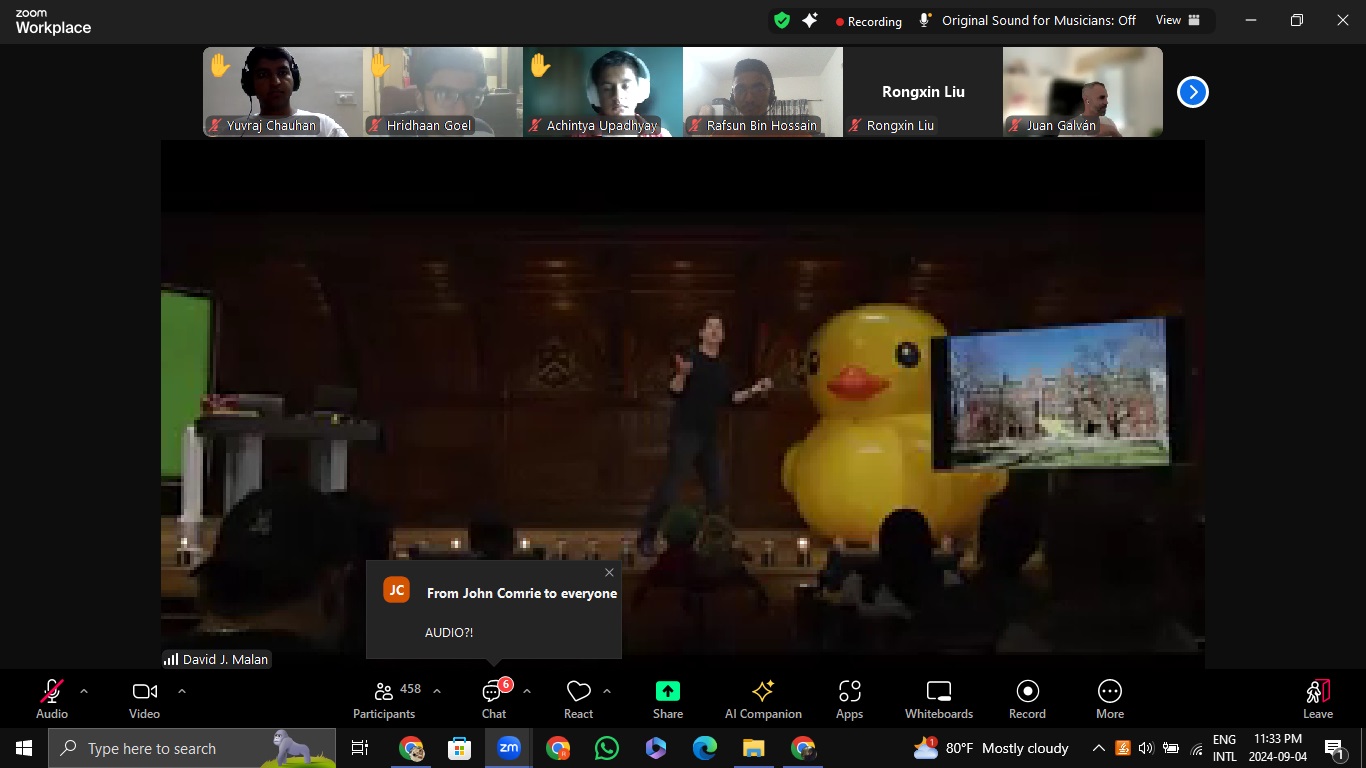 zoom
Workplace
Recording
Original Sound for Musicians: Off
View
Yuvraj Chauhan
Hridhaan Goel
Achintya Upadhyay
Rafsun Bin Hossain
Rongxin Liu
Rongxin Liu
Juan Galván
JC
From John Comrie to everyone
AUDIO?!
David J. Malan
Audio
Video
458
Participants
6
Chat
React
Share
AI Companion
Apps
Whiteboards
Record
More
Leave
Type here to search
zm
1
80°F Mostly cloudy
ENG
INTL
11:33 PM
2024-09-04
1